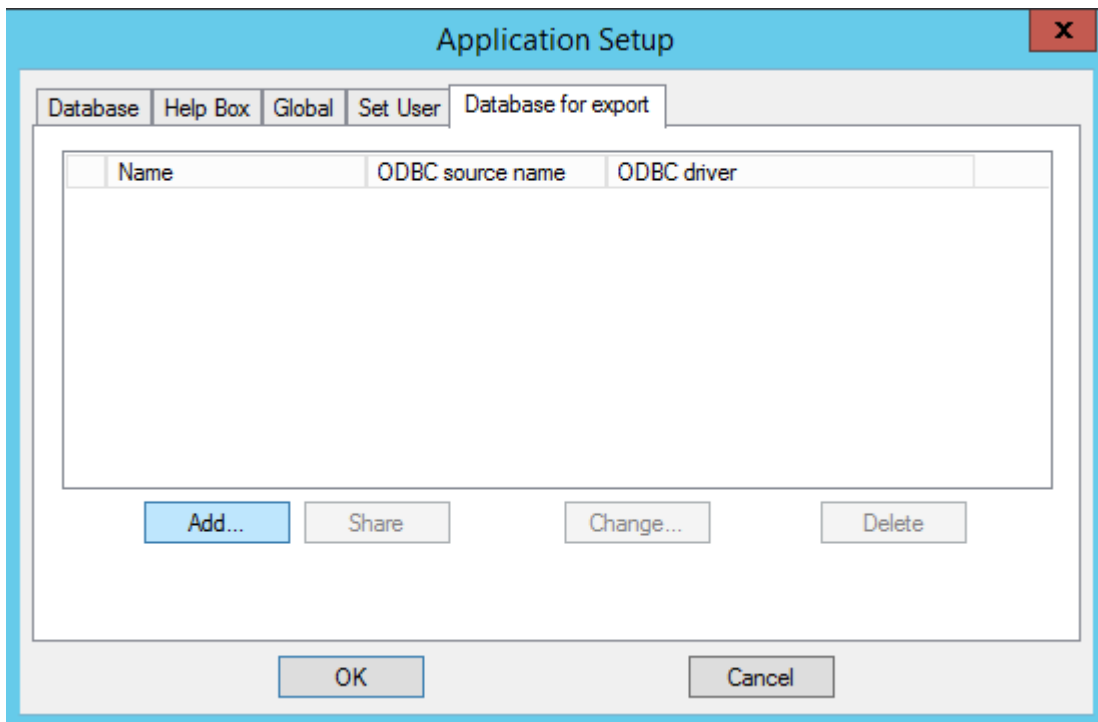 Application Setup
x
Database Help Box Global Set User Database for export
Name ODBC source name ODBC driver
Add... Share Change... Delete
OK Cancel